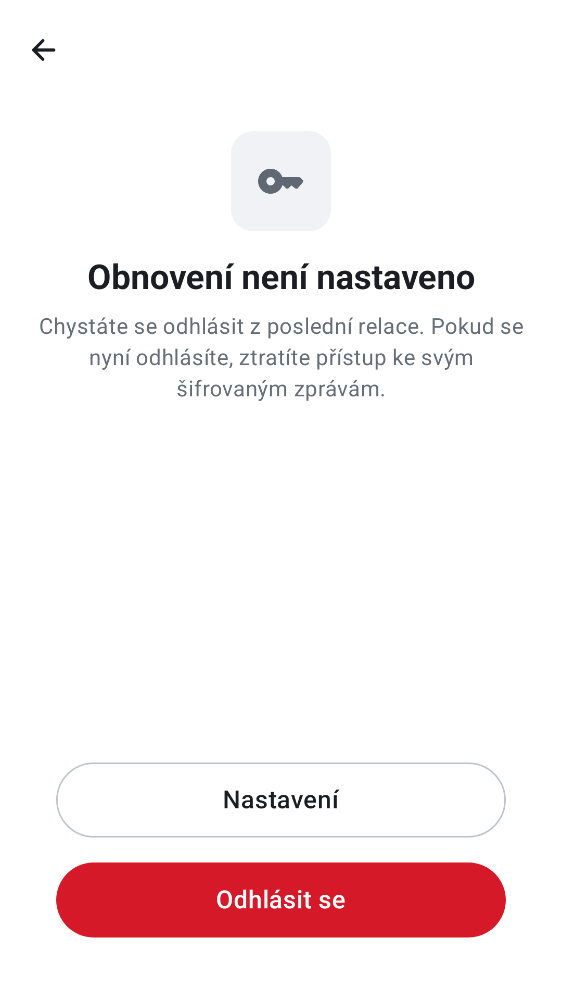 Obnovení není nastaveno
Chystáte se odhlásit z poslední relace. Pokud se
nyní odhlásíte, ztratíte přístup ke svým
šifrovaným zprávám.
Nastavení
Odhlásit se